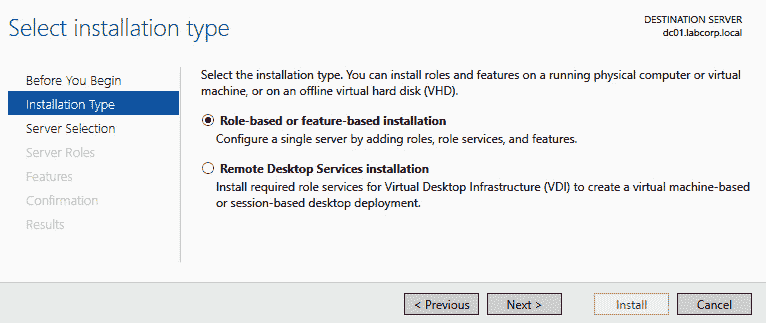 Select installation type
DESTINATION SERVER
dc01.labcorp.local
Before You Begin
Installation Type
Server Selection
Server Roles
Features
Confirmation
Results
Select the installation type. You can install roles and features on a running physical computer or virtual
machine, or on an offline virtual hard disk (VHD).
Role-based or feature-based installation
Configure a single server by adding roles, role services, and features.
Remote Desktop Services installation
Install required role services for Virtual Desktop Infrastructure (VDI) to create a virtual machine-based
or session-based desktop deployment.
< Previous
Next >
Install
Cancel